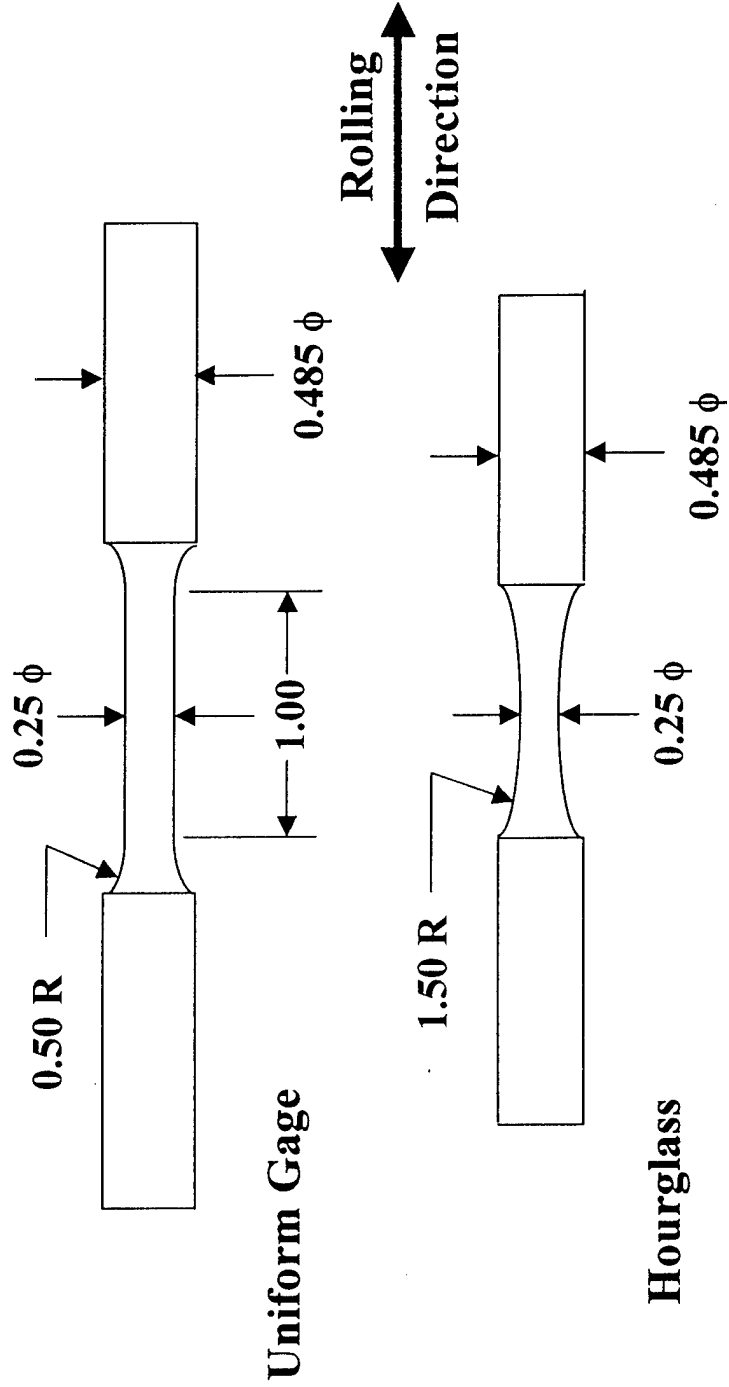 0.50 R
0.25 ϕ
1.00
0.485 ϕ
Uniform Gage
Rolling
Direction
1.50 R
0.25 ϕ
0.485 ϕ
Hourglass